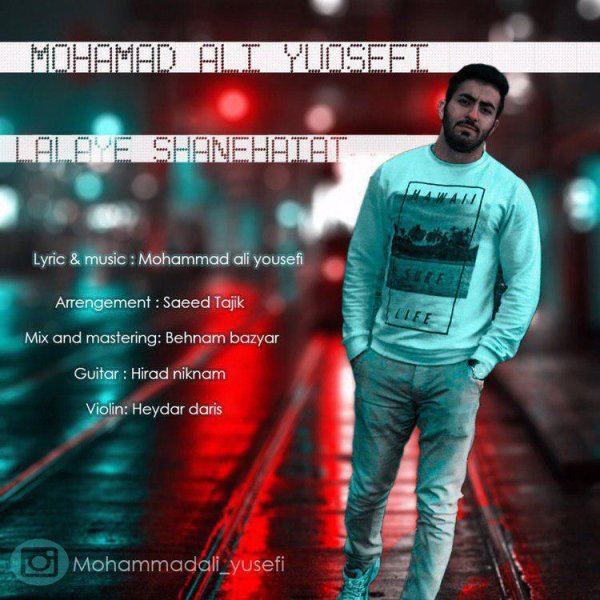 MOHAMAD ALI YUOSEFI
LALAYE SHANEHAIAT
Lyric & music : Mohammad ali yousefi
Arrengement : Saeed Tajik
Mix and mastering: Behnam bazyar
Guitar : Hirad niknam
Violin: Heydar daris
HAWAII
SURF
LIFE
Mohammadali_yusefi